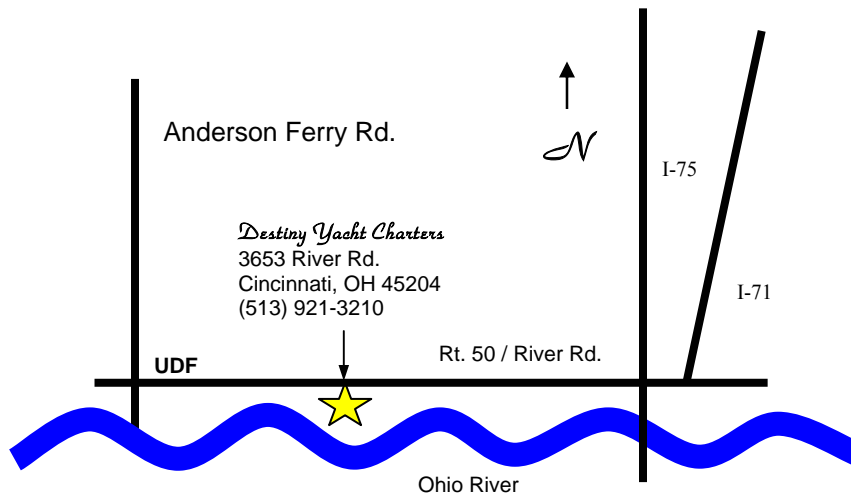 Anderson Ferry Rd.
N
I-75
Destiny Yacht Charters
3653 River Rd.
Cincinnati, OH 45204
(513) 921-3210
I-71
UDF
Rt. 50 / River Rd.
Ohio River